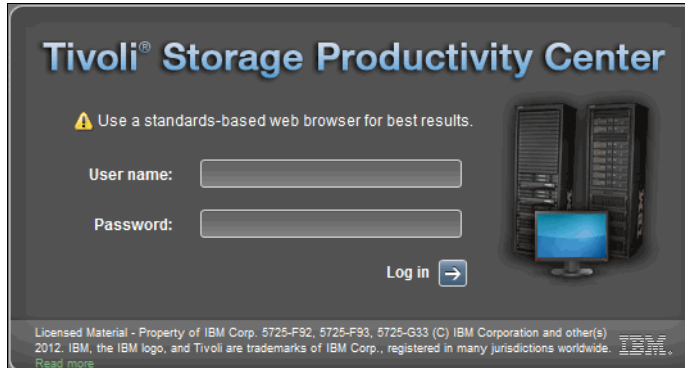 Tivoli® Storage Productivity Center
Use a standards-based web browser for best results.
User name:
Password:
Log in
Licensed Material - Property of IBM Corp. 5725-F92, 5725-F93, 5725-G33 (C) IBM Corporation and other(s)
2012. IBM, the IBM logo, and Tivoli are trademarks of IBM Corp., registered in many jurisdictions worldwide.
Read more
IBM.